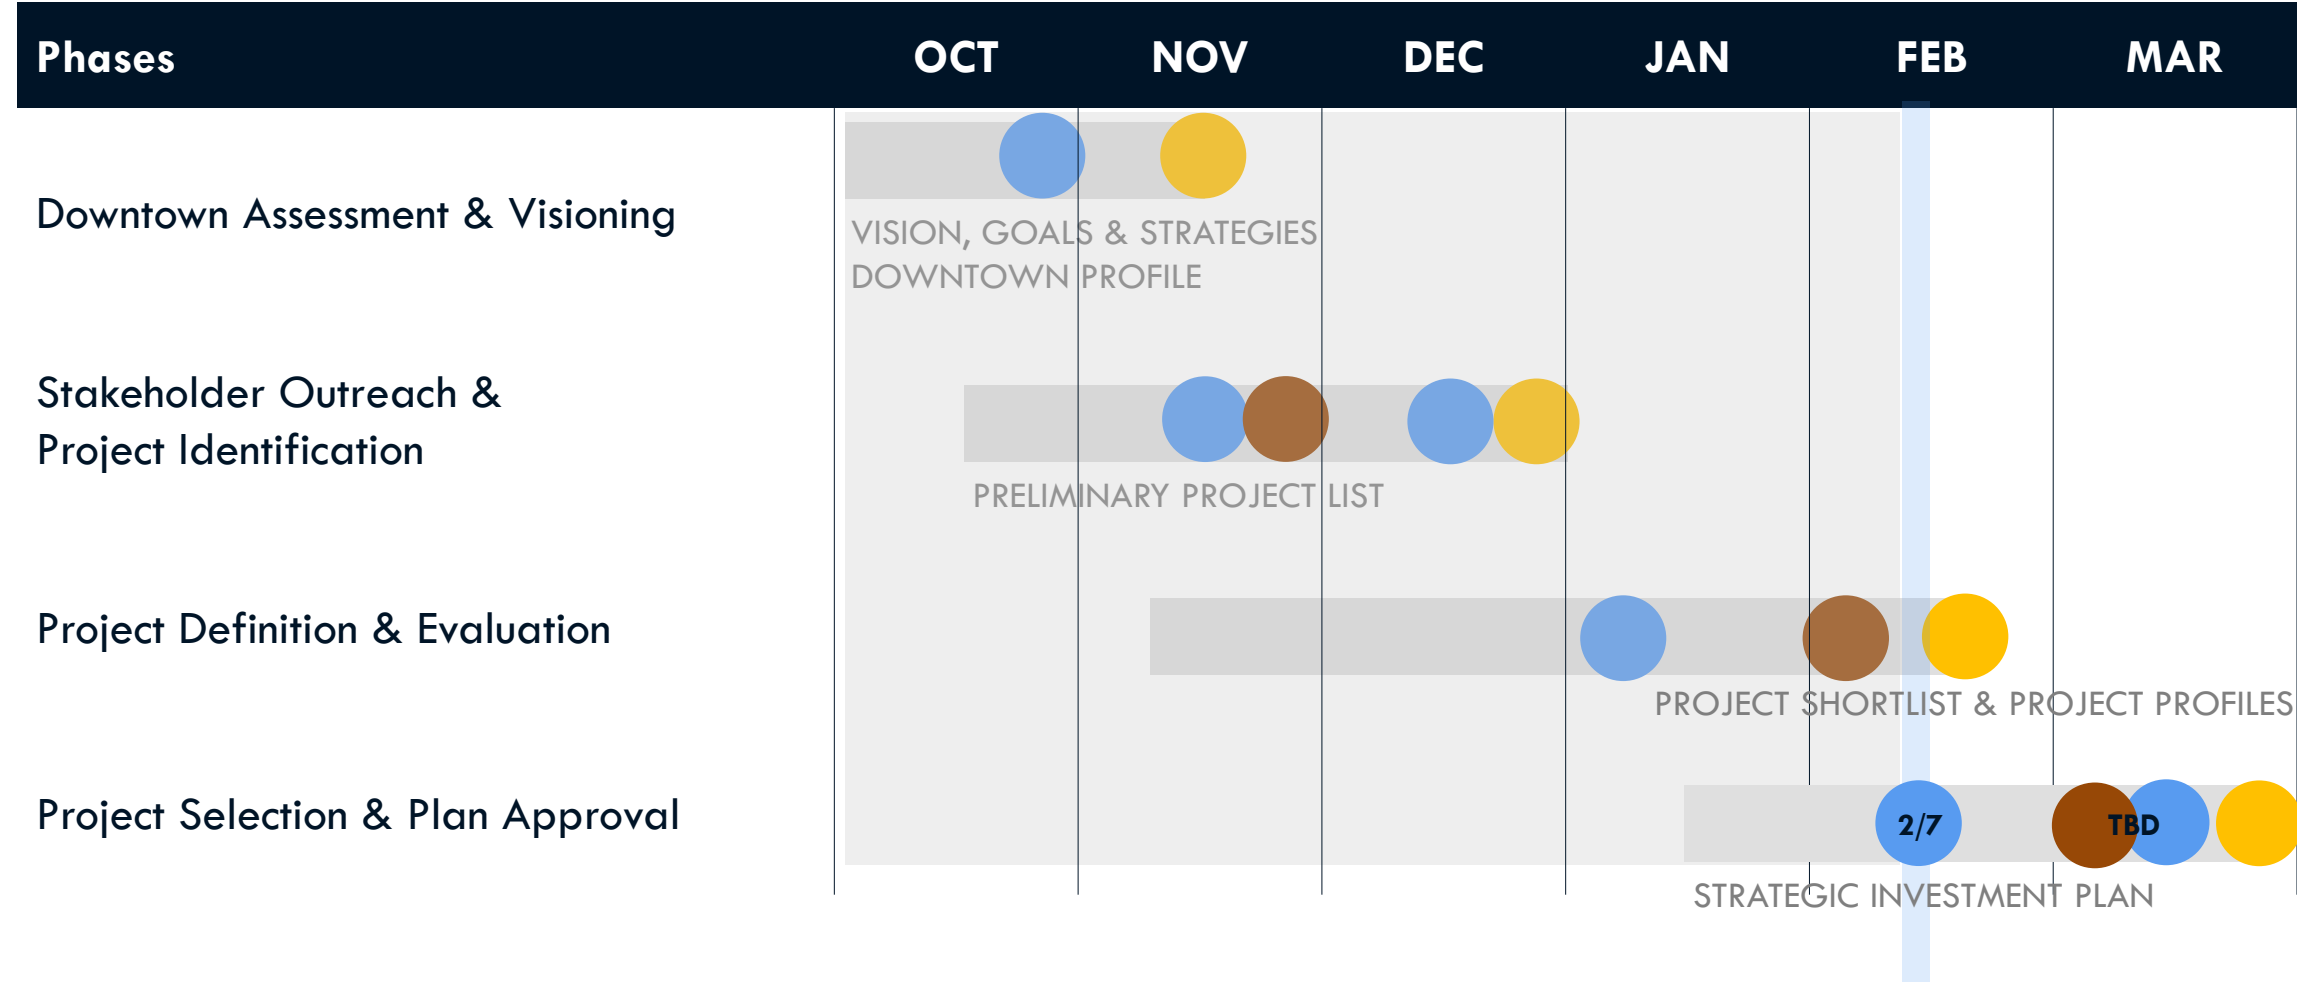 Phases OCT NOV DEC JAN FEB MAR
Downtown Assessment & Visioning
VISION, GOALS & STRATEGIES
DOWNTOWN PROFILE
Stakeholder Outreach &
Project Identification
PRELIMINARY PROJECT LIST
Project Definition & Evaluation
PROJECT SHORTLIST & PROJECT PROFILES
Project Selection & Plan Approval
2/7 TBD
STRATEGIC INVESTMENT PLAN